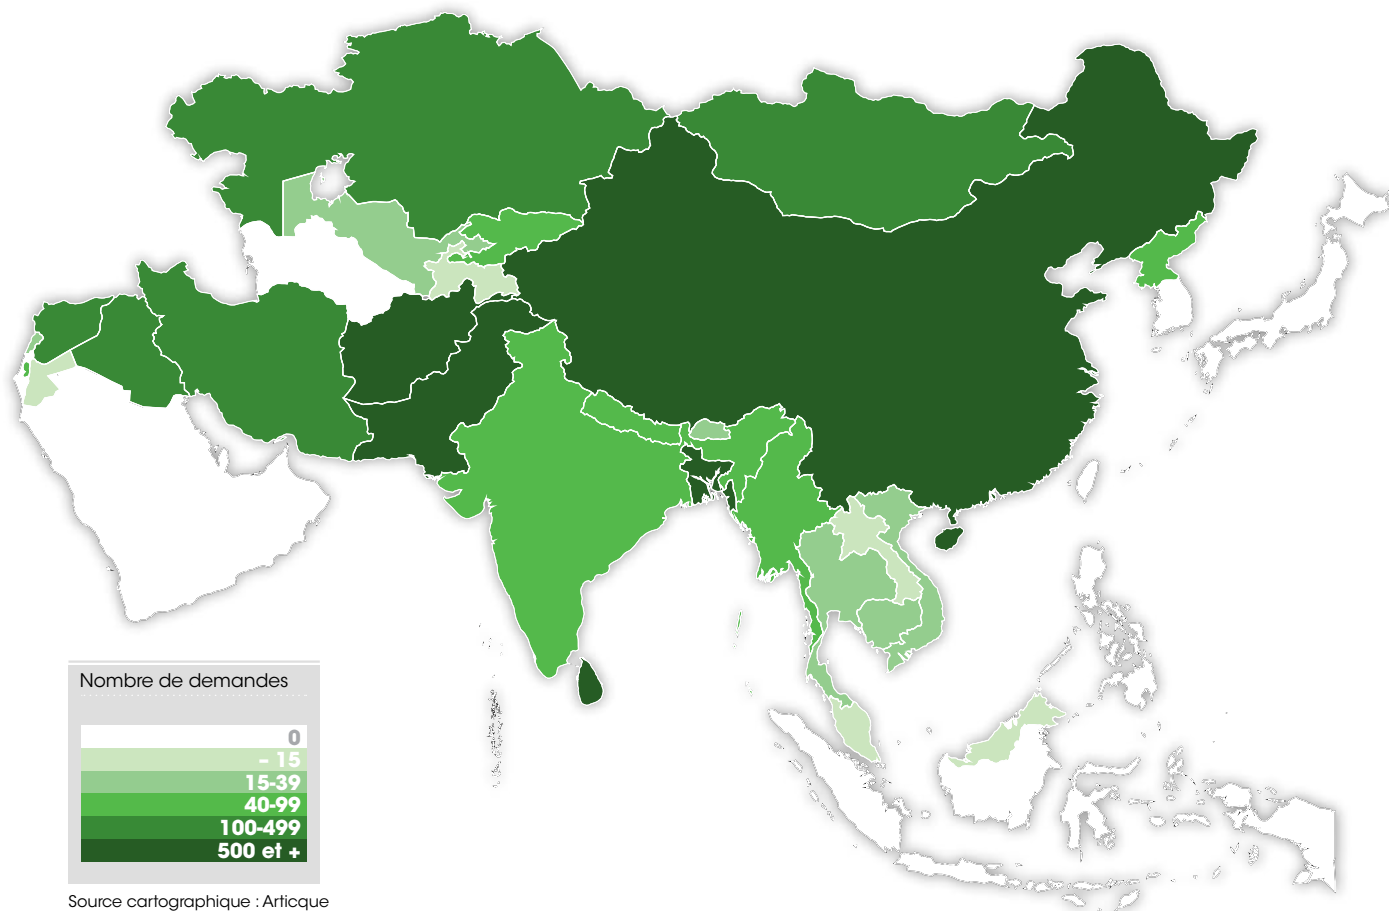 Nombre de demandes
0
- 15
15-39
40-99
100-499
500 et +
Source cartographique : Articque